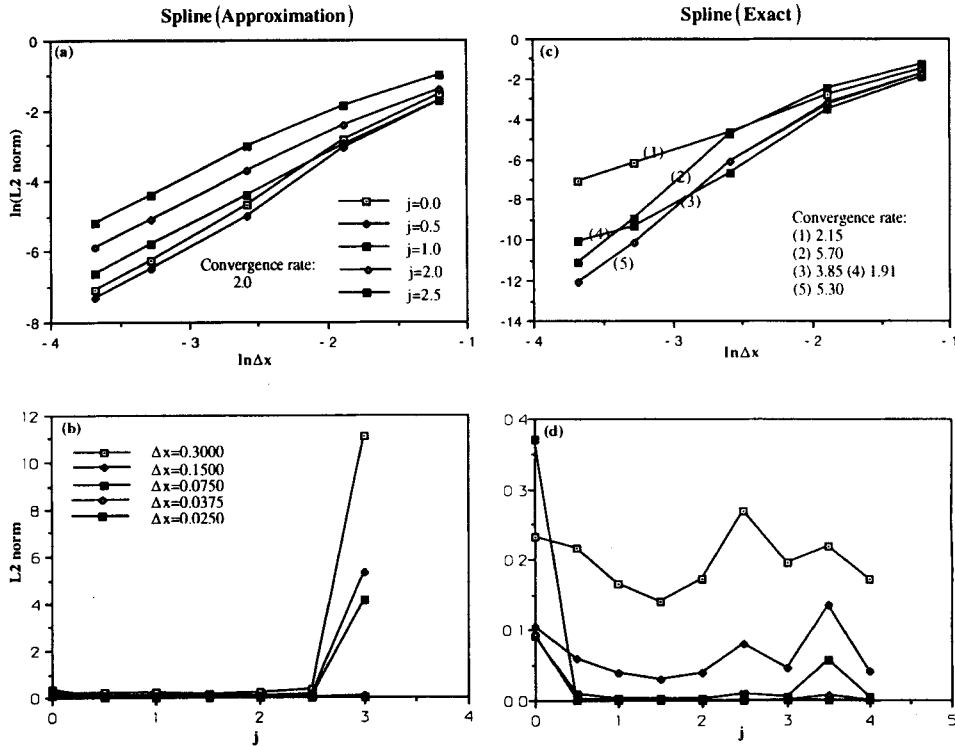 Spline(Approximation)
(a)
0
-2
-4
-6
-8
-4
-3
-2
-1
ln(L2 norm)
lnΔx
j=0.0
j=0.5
j=1.0
j=2.0
j=2.5
Convergence rate:
2.0
Spline(Exact)
(c)
0
-2
-4
-6
-8
-10
-12
-14
-4
-3
-2
-1
lnΔx
(1)
(2)
(3)
(4)
(5)
Convergence rate:
(1) 2.15
(2) 5.70
(3) 3.85 (4) 1.91
(5) 5.30
(b)
12
10
8
6
4
2
0
0
1
2
3
4
L2 norm
j
Δx=0.3000
Δx=0.1500
Δx=0.0750
Δx=0.0375
Δx=0.0250
(d)
0.4
0.3
0.2
0.1
0.0
0
1
2
3
4
5
j